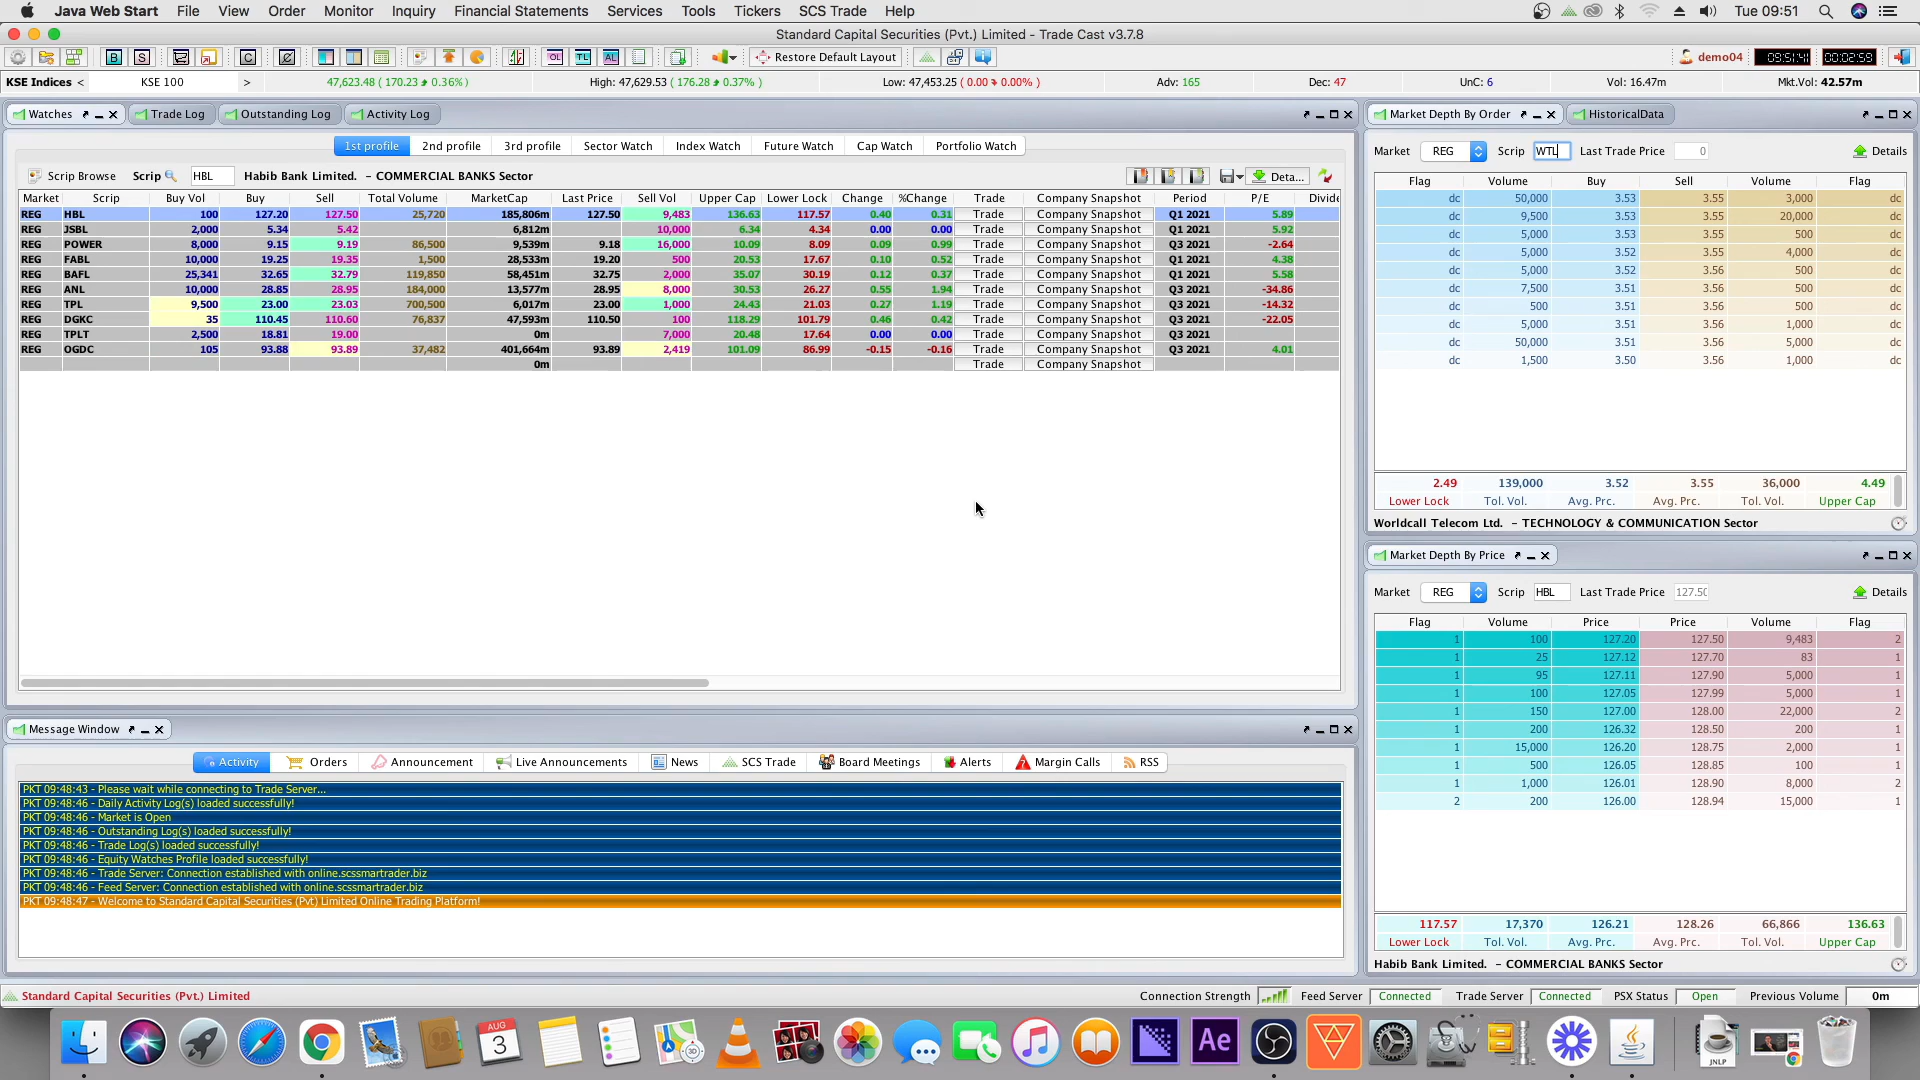 Java Web Start File View Order Monitor Inquiry Financial Statements Services Tools Tickers SCS Trade Help Tue 09:51
Standard Capital Securities (Pvt.) Limited - Trade Cast v3.7.8
B S C OL TL AL Restore Default Layout demo04 09:51:41 00:02:59
KSE Indices < KSE 100 > 47,623.48 ( 170.23 0.36% ) High: 47,629.53 ( 176.28 0.37% ) Low: 47,453.25 ( 0.00 0.00% ) Adv: 165 Dec: 47 UnC: 6 Vol: 16.47m Mkt.Vol: 42.57m
Watches Trade Log Outstanding Log Activity Log
1st profile 2nd profile 3rd profile Sector Watch Index Watch Future Watch Cap Watch Portfolio Watch
Scrip Browse Scrip HBL Habib Bank Limited. - COMMERCIAL BANKS Sector Deta...
Market Scrip Buy Vol Buy Sell Total Volume MarketCap Last Price Sell Vol Upper Cap Lower Lock Change %Change Trade Company Snapshot Period P/E Divide
REG HBL 100 127.20 127.50 25,720 185,806m 127.50 9,483 136.63 117.57 0.40 0.31 Trade Company Snapshot Q1 2021 5.89
REG JSBL 2,000 5.34 5.42 6,812m 10,000 6.34 4.34 0.00 0.00 Trade Company Snapshot Q1 2021 5.92
REG POWER 8,000 9.15 9.19 86,500 9,539m 9.18 16,000 10.09 8.09 0.09 0.99 Trade Company Snapshot Q3 2021 -2.64
REG FABL 10,000 19.25 19.35 1,500 28,533m 19.20 500 20.53 17.67 0.10 0.52 Trade Company Snapshot Q1 2021 4.38
REG BAFL 25,341 32.65 32.79 119,850 58,451m 32.75 2,000 35.07 30.19 0.12 0.37 Trade Company Snapshot Q1 2021 5.58
REG ANL 10,000 28.85 28.95 184,000 13,577m 28.95 8,000 30.53 26.27 0.55 1.94 Trade Company Snapshot Q3 2021 -34.86
REG TPL 9,500 23.00 23.03 700,500 6,017m 23.00 1,000 24.43 21.03 0.27 1.19 Trade Company Snapshot Q3 2021 -14.32
REG DGKC 35 110.45 110.60 76,837 47,593m 110.50 100 118.29 101.79 0.46 0.42 Trade Company Snapshot Q3 2021 -22.05
REG TPLT 2,500 18.81 19.00 0m 7,000 20.48 17.64 0.00 0.00 Trade Company Snapshot Q3 2021
REG OGDC 105 93.88 93.89 37,482 401,664m 93.89 2,419 101.09 86.99 -0.15 -0.16 Trade Company Snapshot Q3 2021 4.01
0m Trade Company Snapshot
Message Window
Activity Orders Announcement Live Announcements News SCS Trade Board Meetings Alerts Margin Calls RSS
PKT 09:48:43 - Please wait while connecting to Trade Server...
PKT 09:48:46 - Daily Activity Log(s) loaded successfully!
PKT 09:48:46 - Market is Open
PKT 09:48:46 - Outstanding Log(s) loaded successfully!
PKT 09:48:46 - Trade Log(s) loaded successfully!
PKT 09:48:46 - Equity Watches Profile loaded successfully!
PKT 09:48:46 - Trade Server: Connection established with online.scssmartrader.biz
PKT 09:48:46 - Feed Server: Connection established with online.scssmartrader.biz
PKT 09:48:47 - Welcome to Standard Capital Securities (Pvt) Limited Online Trading Platform!
Market Depth By Order HistoricalData
Market REG Scrip WTL Last Trade Price 0 Details
Flag Volume Buy Sell Volume Flag
dc 50,000 3.53 3.55 3,000 dc
dc 9,500 3.53 3.55 20,000 dc
dc 5,000 3.53 3.55 500 dc
dc 5,000 3.52 3.55 4,000 dc
dc 5,000 3.52 3.56 500 dc
dc 7,500 3.51 3.56 500 dc
dc 500 3.51 3.56 500 dc
dc 5,000 3.51 3.56 1,000 dc
dc 50,000 3.51 3.56 5,000 dc
dc 1,500 3.50 3.56 1,000 dc
2.49 139,000 3.52 3.55 36,000 4.49
Lower Lock Tol. Vol. Avg. Prc. Avg. Prc. Tol. Vol. Upper Cap
Worldcall Telecom Ltd. - TECHNOLOGY & COMMUNICATION Sector
Market Depth By Price
Market REG Scrip HBL Last Trade Price 127.50 Details
Flag Volume Price Price Volume Flag
1 100 127.20 127.50 9,483 2
1 25 127.12 127.70 83 1
1 95 127.11 127.90 5,000 1
1 100 127.05 127.99 5,000 1
1 150 127.00 128.00 22,000 2
1 200 126.32 128.50 200 1
1 15,000 126.20 128.75 2,000 1
1 500 126.05 128.85 100 1
1 1,000 126.01 128.90 8,000 2
2 200 126.00 128.94 15,000 1
117.57 17,370 126.21 128.26 66,866 136.63
Lower Lock Tol. Vol. Avg. Prc. Avg. Prc. Tol. Vol. Upper Cap
Habib Bank Limited. - COMMERCIAL BANKS Sector
Standard Capital Securities (Pvt.) Limited Connection Strength Feed Server Connected Trade Server Connected PSX Status Open Previous Volume 0m
AUG
3
3D
Ae
JNLP